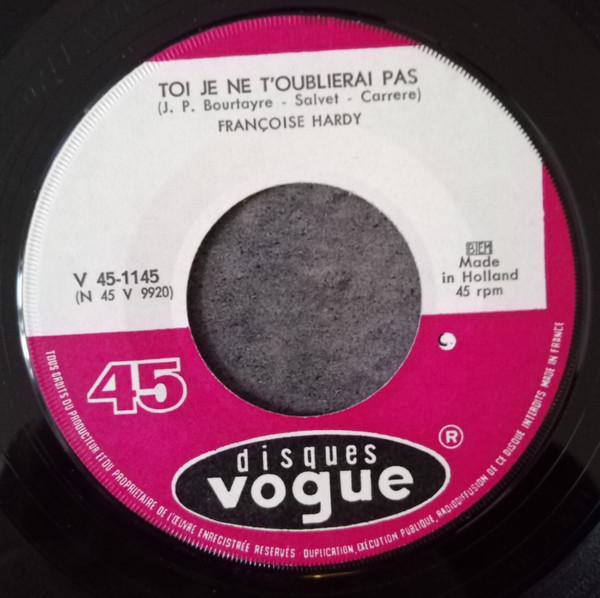 TOI JE NE T'OUBLIERAI PAS
(J. P. Bourtayre - Salvet - Carrere)
FRANÇOISE HARDY
V 45-1145
(N 45 V 9920)
BIEM
Made
in Holland
45 rpm
45
disques
vogue
®
TOUS DROITS DU PRODUCTEUR ET DU PROPRIETAIRE DE L'ŒUVRE ENREGISTRÉE RESERVÉS · DUPLICATION, EXÉCUTION PUBLIQUE, RADIODIFFUSION DE CE DISQUE INTERDITS MADE IN FRANCE